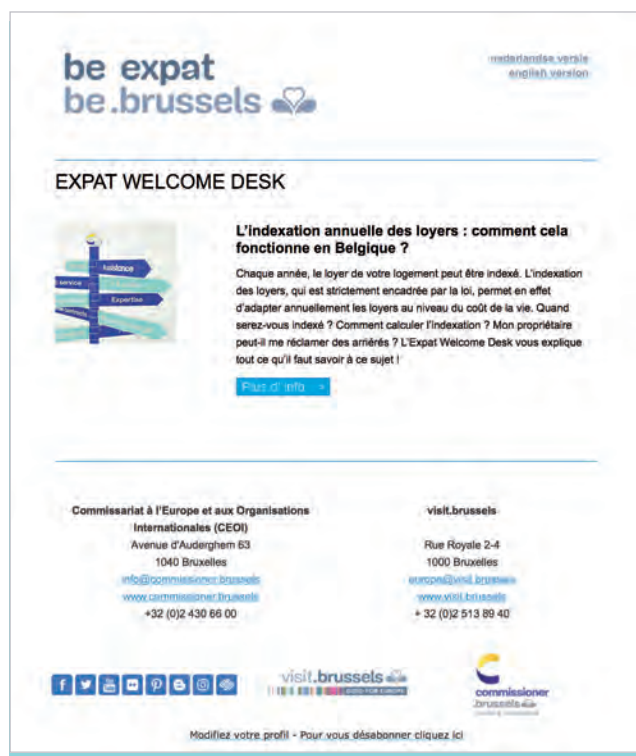 be expat
be.brussels
nederlandse versie
english version
EXPAT WELCOME DESK
Assistance
service
Expertise
L'indexation annuelle des loyers : comment cela
fonctionne en Belgique ?
Chaque année, le loyer de votre logement peut être indexé. L'indexation
des loyers, qui est strictement encadrée par la loi, permet en effet
d'adapter annuellement les loyers au niveau du coût de la vie. Quand
serez-vous indexé ? Comment calculer l'indexation ? Mon propriétaire
peut-il me réclamer des arriérés ? L'Expat Welcome Desk vous explique
tout ce qu'il faut savoir à ce sujet !
Plus d' info >
Commissariat à l'Europe et aux Organisations
Internationales (CEOI)
Avenue d'Auderghem 63
1040 Bruxelles
info@commissioner.brussels
www.commissioner.brussels
+32 (0)2 430 66 00
visit.brussels
Rue Royale 2-4
1000 Bruxelles
europe@visit.brussels
www.visit.brussels
+ 32 (0)2 513 89 40
visit.brussels
commissioner
.brussels
Modifiez votre profil - Pour vous désabonner cliquez ici